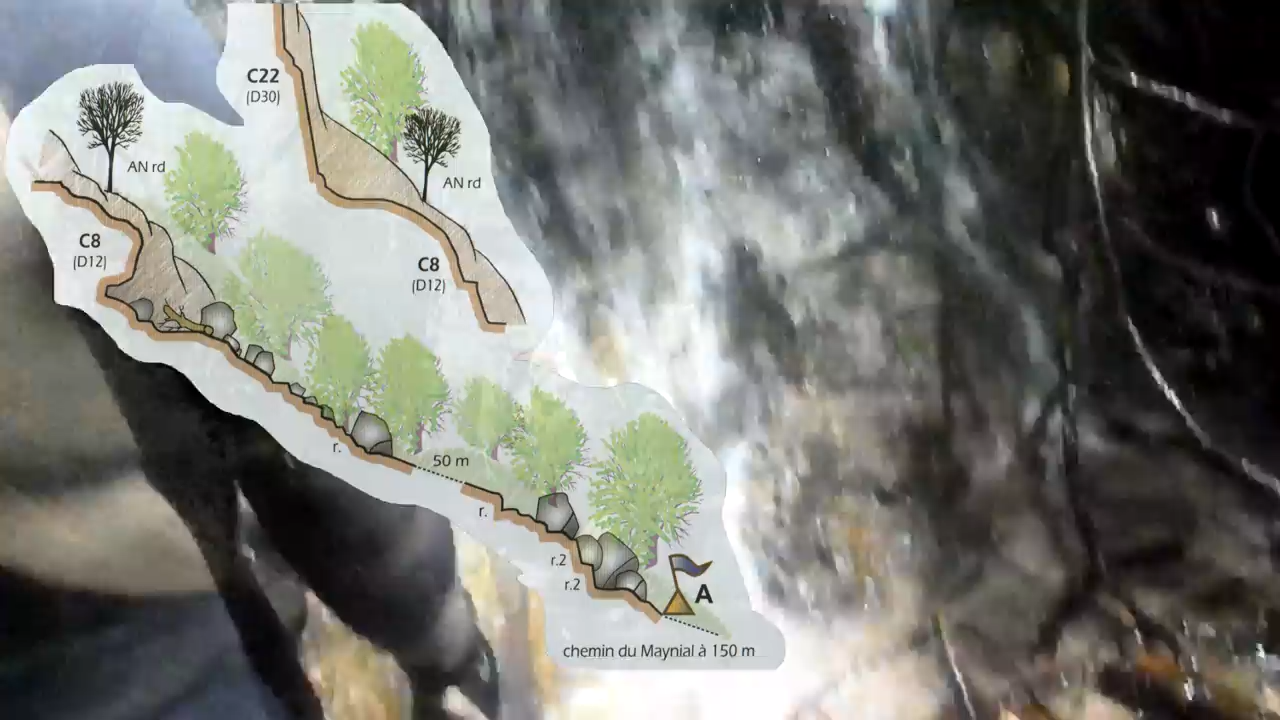 C22
(D30)
AN rd
AN rd
C8
(D12)
C8
(D12)
r.
50 m
r.
r.2
r.2
A
chemin du Maynial à 150 m